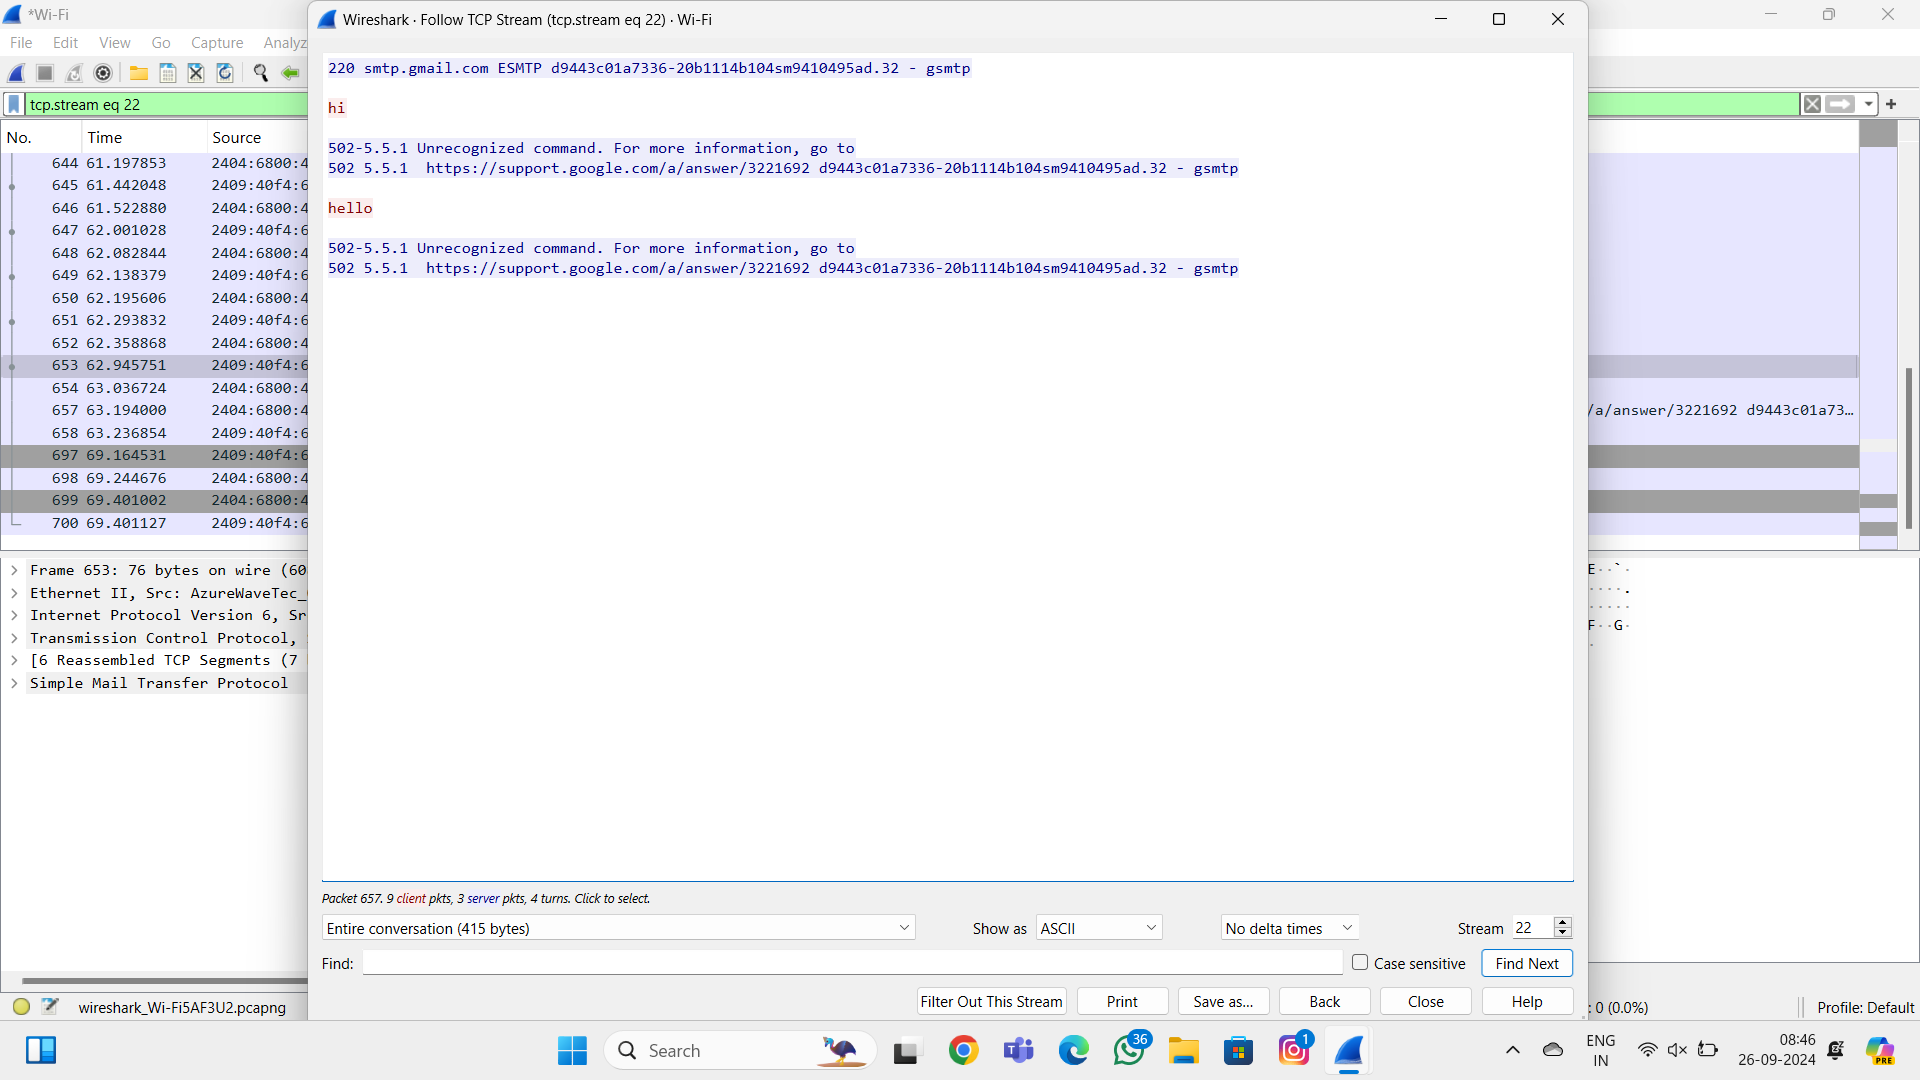 *Wi-Fi
File Edit View Go Capture Analyz
tcp.stream eq 22
No. Time Source
644 61.197853 2404:6800:4
645 61.442048 2409:40f4:6
646 61.522880 2404:6800:4
647 62.001028 2409:40f4:6
648 62.082844 2404:6800:4
649 62.138379 2409:40f4:6
650 62.195606 2404:6800:4
651 62.293832 2409:40f4:6
652 62.358868 2404:6800:4
653 62.945751 2409:40f4:6
654 63.036724 2404:6800:4
657 63.194000 2404:6800:4 /a/answer/3221692 d9443c01a73…
658 63.236854 2409:40f4:6
697 69.164531 2409:40f4:6
698 69.244676 2404:6800:4
699 69.401002 2404:6800:4
700 69.401127 2409:40f4:6
Frame 653: 76 bytes on wire (60
Ethernet II, Src: AzureWaveTec_
Internet Protocol Version 6, Sr
Transmission Control Protocol,
[6 Reassembled TCP Segments (7
Simple Mail Transfer Protocol
E··`·
····.
·····
F··G·
·
Wireshark · Follow TCP Stream (tcp.stream eq 22) · Wi-Fi
220 smtp.gmail.com ESMTP d9443c01a7336-20b1114b104sm9410495ad.32 - gsmtp
hi
502-5.5.1 Unrecognized command. For more information, go to
502 5.5.1  https://support.google.com/a/answer/3221692 d9443c01a7336-20b1114b104sm9410495ad.32 - gsmtp
hello
502-5.5.1 Unrecognized command. For more information, go to
502 5.5.1  https://support.google.com/a/answer/3221692 d9443c01a7336-20b1114b104sm9410495ad.32 - gsmtp
Packet 657. 9 client pkts, 3 server pkts, 4 turns. Click to select.
Entire conversation (415 bytes) Show as ASCII No delta times Stream 22
Find: Case sensitive Find Next
Filter Out This Stream Print Save as... Back Close Help
wireshark_Wi-Fi5AF3U2.pcapng : 0 (0.0%) Profile: Default
Search 36 1 ENG 08:46
IN 26-09-2024 PRE